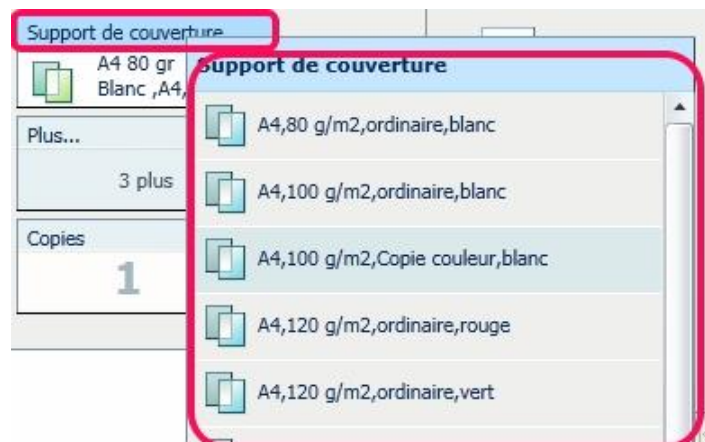 Support de couverture
A4 80 gr
Blanc ,A4,
Plus...
3 plus
Copies
1
Support de couverture
A4,80 g/m2,ordinaire,blanc
A4,100 g/m2,ordinaire,blanc
A4,100 g/m2,Copie couleur,blanc
A4,120 g/m2,ordinaire,rouge
A4,120 g/m2,ordinaire,vert